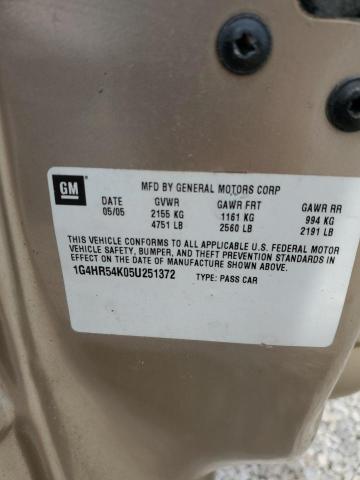 GM
MFD BY GENERAL MOTORS CORP
DATE GVWR GAWR FRT GAWR RR
05/05 2155 KG 1161 KG 994 KG
4751 LB 2560 LB 2191 LB
THIS VEHICLE CONFORMS TO ALL APPLICABLE U.S. FEDERAL MOTOR
VEHICLE SAFETY, BUMPER, AND THEFT PREVENTION STANDARDS IN
EFFECT ON THE DATE OF MANUFACTURE SHOWN ABOVE.
1G4HR54K05U251372 TYPE: PASS CAR